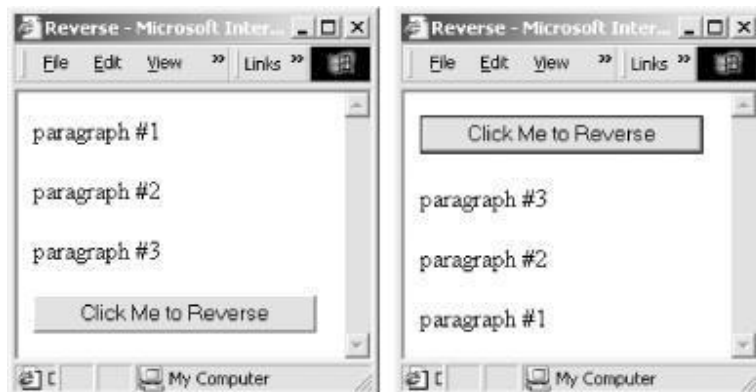 Reverse - Microsoft Inter...
File Edit View » Links »
paragraph #1
paragraph #2
paragraph #3
Click Me to Reverse
My Computer
Reverse - Microsoft Inter...
File Edit View » Links »
Click Me to Reverse
paragraph #3
paragraph #2
paragraph #1
My Computer